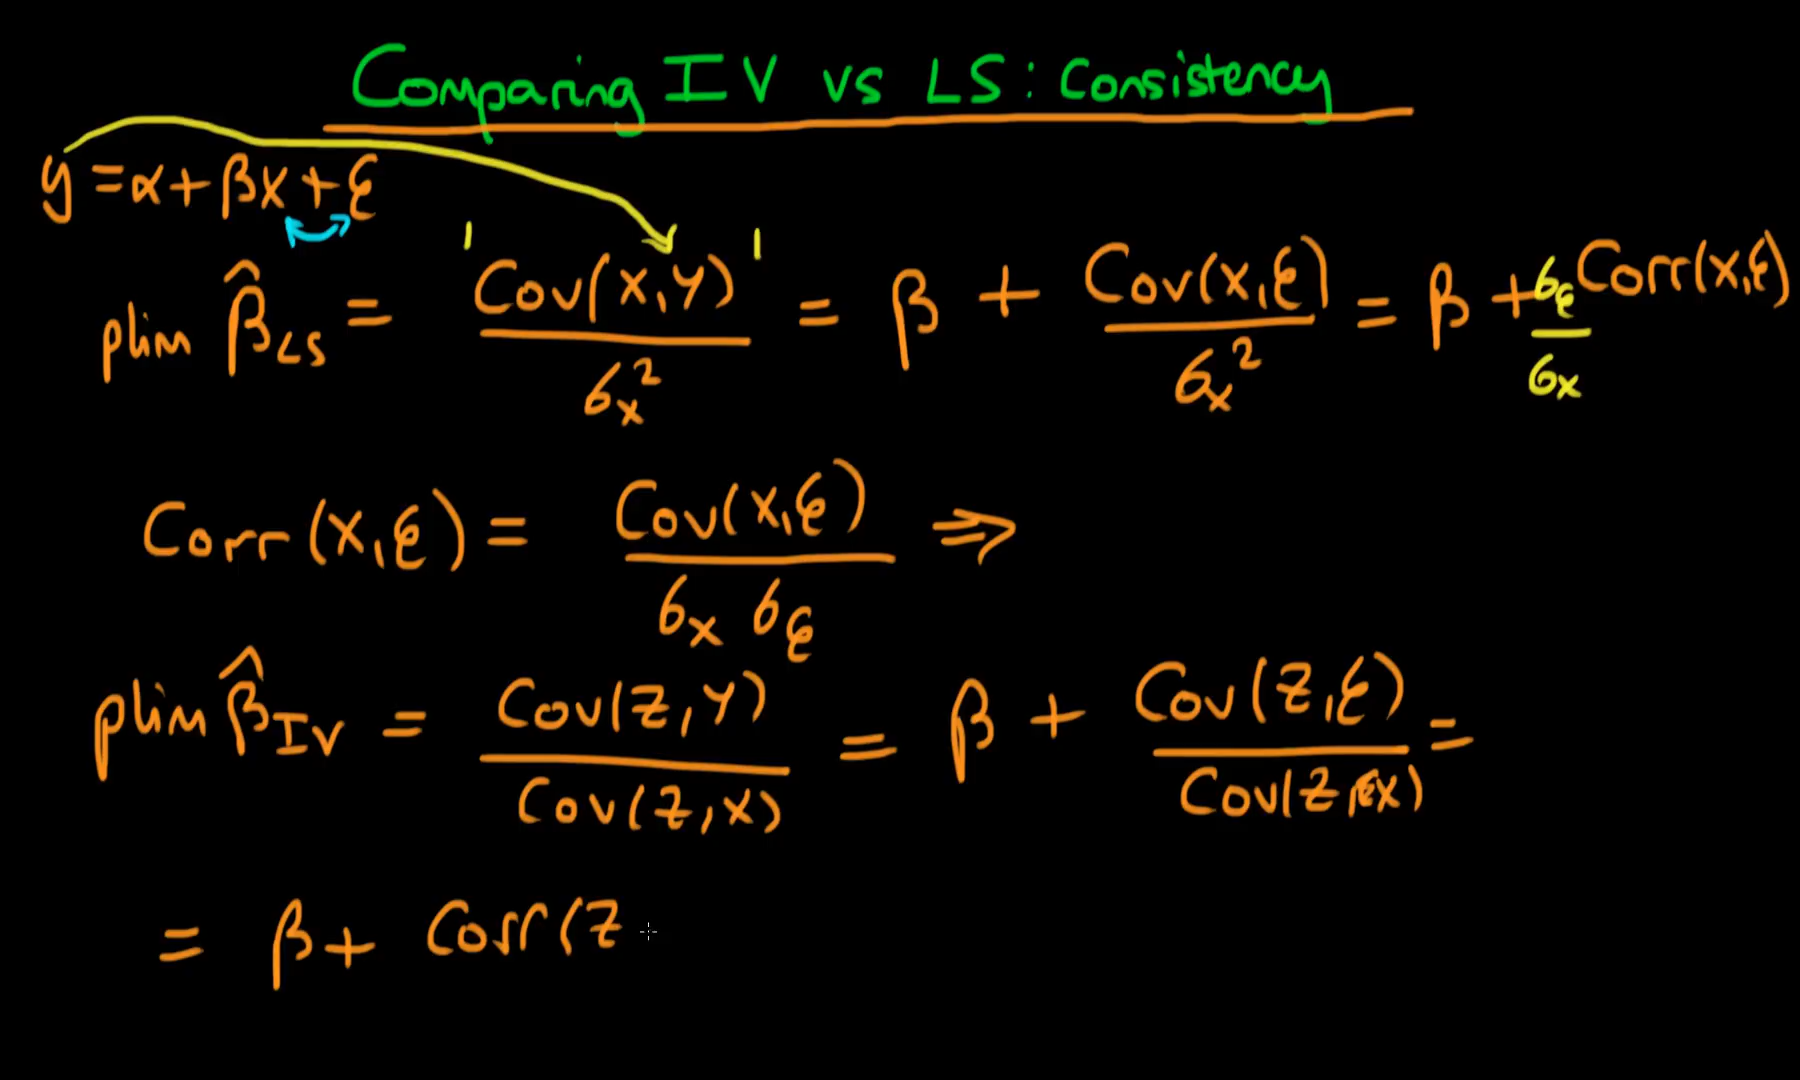 Comparing IV vs LS: Consistency
y = α + βX + ε
plim β̂_LS = 'Cov(X,Y)' / σ_x² = β + Cov(X,ε) / σ_x² = β + σ_ε / σ_x Corr(X,ε)
Corr(X,ε) = Cov(X,ε) / σ_x σ_ε ⇒
plim β̂_IV = Cov(Z,Y) / Cov(Z,X) = β + Cov(Z,ε) / Cov(Z,X) =
= β + Corr(Z